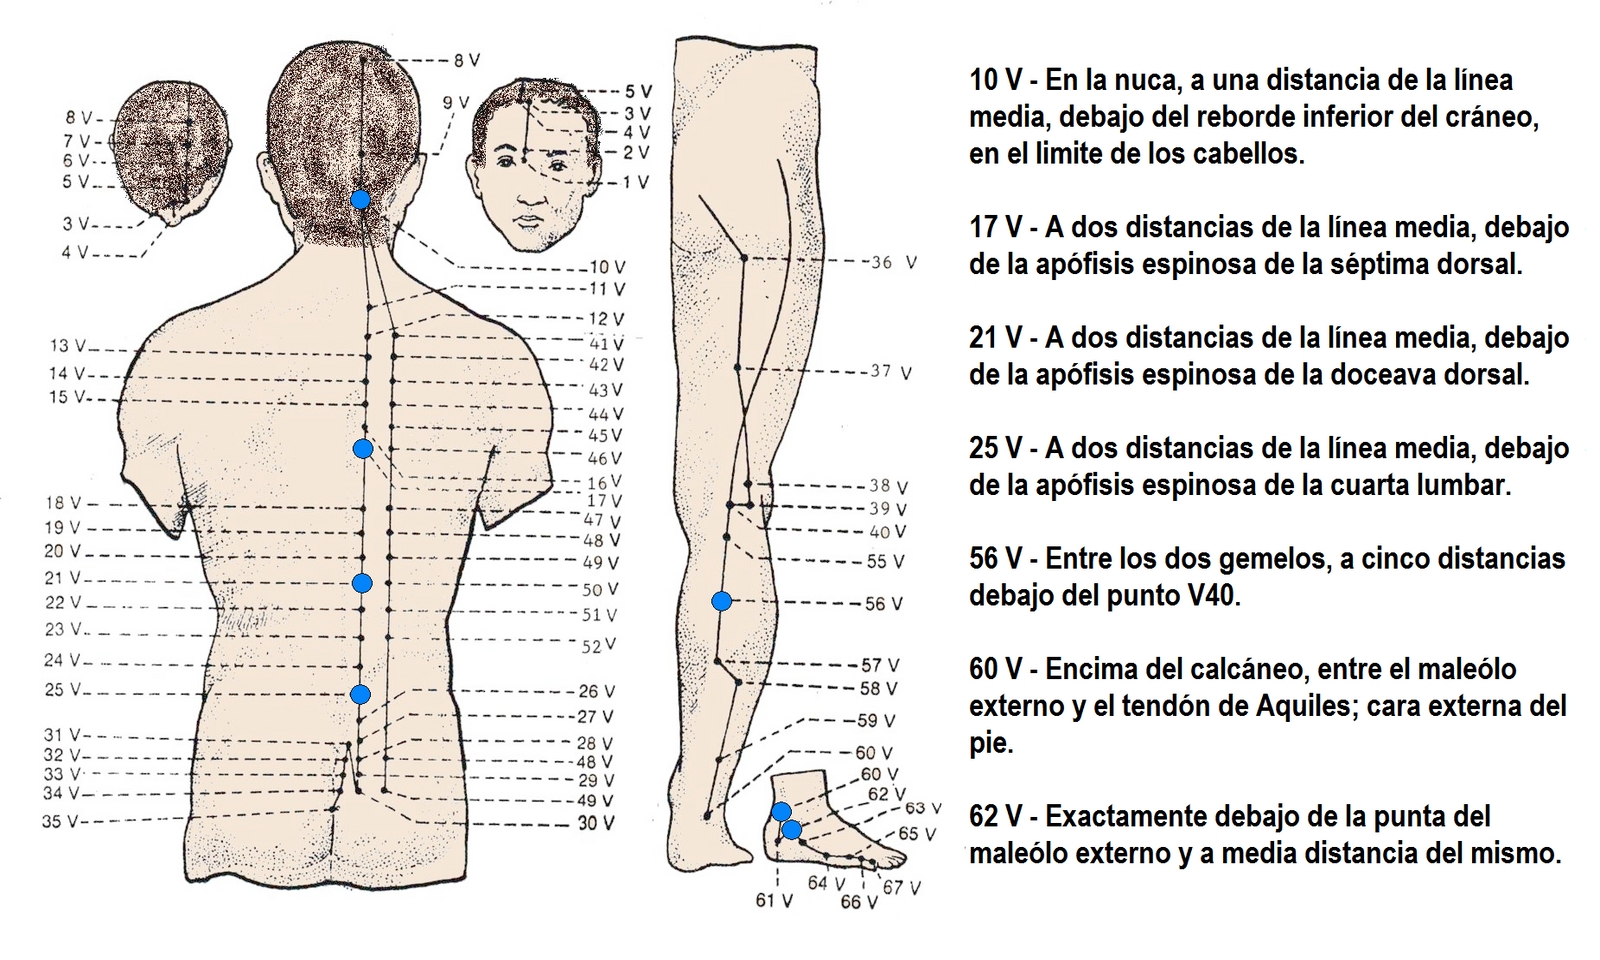 8 V
7 V
6 V
5 V
3 V
4 V
8 V
9 V
5 V
3 V
4 V
2 V
1 V
10 V
11 V
12 V
41 V
42 V
43 V
44 V
45 V
46 V
16 V
17 V
47 V
48 V
49 V
50 V
51 V
52 V
26 V
27 V
28 V
48 V
29 V
49 V
30 V
13 V
14 V
15 V
18 V
19 V
20 V
21 V
22 V
23 V
24 V
25 V
31 V
32 V
33 V
34 V
35 V
36 V
37 V
38 V
39 V
40 V
55 V
56 V
57 V
58 V
59 V
60 V
60 V
62 V
63 V
65 V
64 V
67 V
61 V
66 V
10 V - En la nuca, a una distancia de la línea
media, debajo del reborde inferior del cráneo,
en el limite de los cabellos.
17 V - A dos distancias de la línea media, debajo
de la apófisis espinosa de la séptima dorsal.
21 V - A dos distancias de la línea media, debajo
de la apófisis espinosa de la doceava dorsal.
25 V - A dos distancias de la línea media, debajo
de la apófisis espinosa de la cuarta lumbar.
56 V - Entre los dos gemelos, a cinco distancias
debajo del punto V40.
60 V - Encima del calcáneo, entre el maleólo
externo y el tendón de Aquiles; cara externa del
pie.
62 V - Exactamente debajo de la punta del
maleólo externo y a media distancia del mismo.